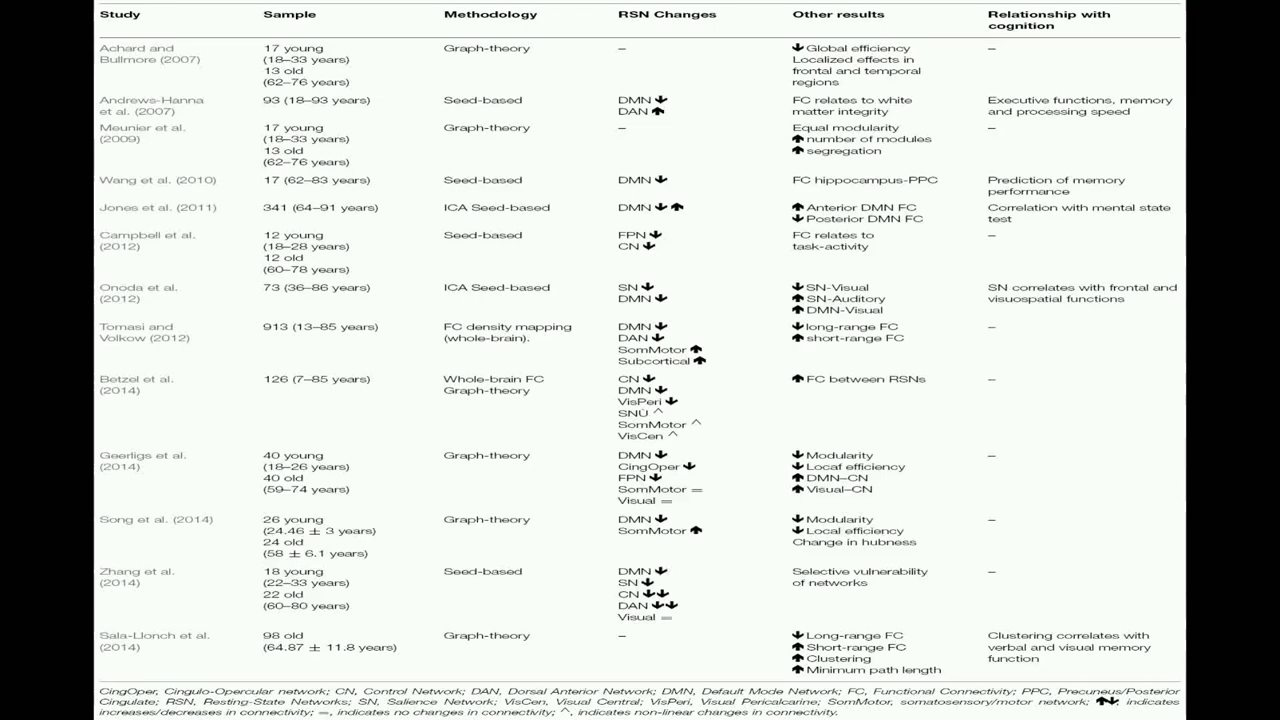 Study Sample Methodology RSN Changes Other results Relationship with
cognition
Achard and 17 young Graph-theory – ↓ Global efficiency –
Bullmore (2007) (18–33 years) Localized effects in
13 old frontal and temporal
(62–76 years) regions
Andrews-Hanna 93 (18–93 years) Seed-based DMN ↓ FC relates to white Executive functions, memory
et al. (2007) DAN ↑ matter integrity and processing speed
Meunier et al. 17 young Graph-theory – Equal modularity –
(2009) (18–33 years) ↑ number of modules
13 old ↑ segregation
(62–76 years)
Wang et al. (2010) 17 (62–83 years) Seed-based DMN ↓ FC hippocampus-PPC Prediction of memory
performance
Jones et al. (2011) 341 (64–91 years) ICA Seed-based DMN ↓ ↑ ↑ Anterior DMN FC Correlation with mental state
↓ Posterior DMN FC test
Campbell et al. 12 young Seed-based FPN ↓ FC relates to –
(2012) (18–28 years) CN ↓ task-activity
12 old
(60–78 years)
Onoda et al. 73 (36–86 years) ICA Seed-based SN ↓ ↓ SN-Visual SN correlates with frontal and
(2012) DMN ↓ ↑ SN-Auditory visuospatial functions
↑ DMN-Visual
Tomasi and 913 (13–85 years) FC density mapping DMN ↓ ↓ long-range FC –
Volkow (2012) (whole-brain). DAN ↓ ↑ short-range FC
SomMotor ↑
Subcortical ↑
Betzel et al. 126 (7–85 years) Whole-brain FC CN ↓ ↑ FC between RSNs –
(2014) Graph-theory DMN ↓
VisPeri ↓
SNÙ ^
SomMotor ^
VisCen ^
Geerligs et al. 40 young Graph-theory DMN ↓ ↓ Modularity –
(2014) (18–26 years) CingOper ↓ ↓ Locaf efficiency
40 old FPN ↓ ↑ DMN–CN
(59–74 years) SomMotor = ↑ Visual–CN
Visual =
Song et al. (2014) 26 young Graph-theory DMN ↓ ↓ Modularity –
(24.46 ± 3 years) SomMotor ↑ ↓ Local efficiency
24 old Change in hubness
(58 ± 6.1 years)
Zhang et al. 18 young Seed-based DMN ↓ Selective vulnerability –
(2014) (22–33 years) SN ↓ of networks
22 old CN ↓↓
(60–80 years) DAN ↓↓
Visual =
Sala-Llonch et al. 98 old Graph-theory – ↓ Long-range FC Clustering correlates with
(2014) (64.87 ± 11.8 years) ↑ Short-range FC verbal and visual memory
↑ Clustering function
↑ Minimum path length
CingOper, Cingulo-Opercular network; CN, Control Network; DAN, Dorsal Anterior Network; DMN, Default Mode Network; FC, Functional Connectivity; PPC, Precuneus/Posterior
Cingulate; RSN, Resting-State Networks; SN, Salience Network; VisCen, Visual Central; VisPeri, Visual Pericalcarine; SomMotor, somatosensory/motor network; ↑↓, indicates
increases/decreases in connectivity; =, indicates no changes in connectivity; ^, indicates non-linear changes in connectivity.